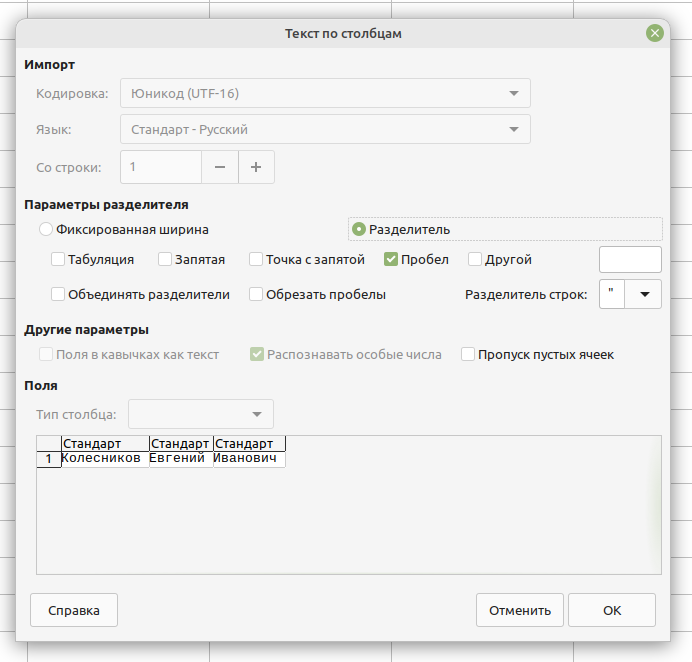 Текст по столбцам
Импорт
Кодировка: Юникод (UTF-16)
Язык: Стандарт - Русский
Со строки: 1
Параметры разделителя
Фиксированная ширина Разделитель
Табуляция Запятая Точка с запятой Пробел Другой
Объединять разделители Обрезать пробелы Разделитель строк: "
Другие параметры
Поля в кавычках как текст Распознавать особые числа Пропуск пустых ячеек
Поля
Тип столбца:
Стандарт Стандарт Стандарт
1 Колесников Евгений Иванович
Справка Отменить OK